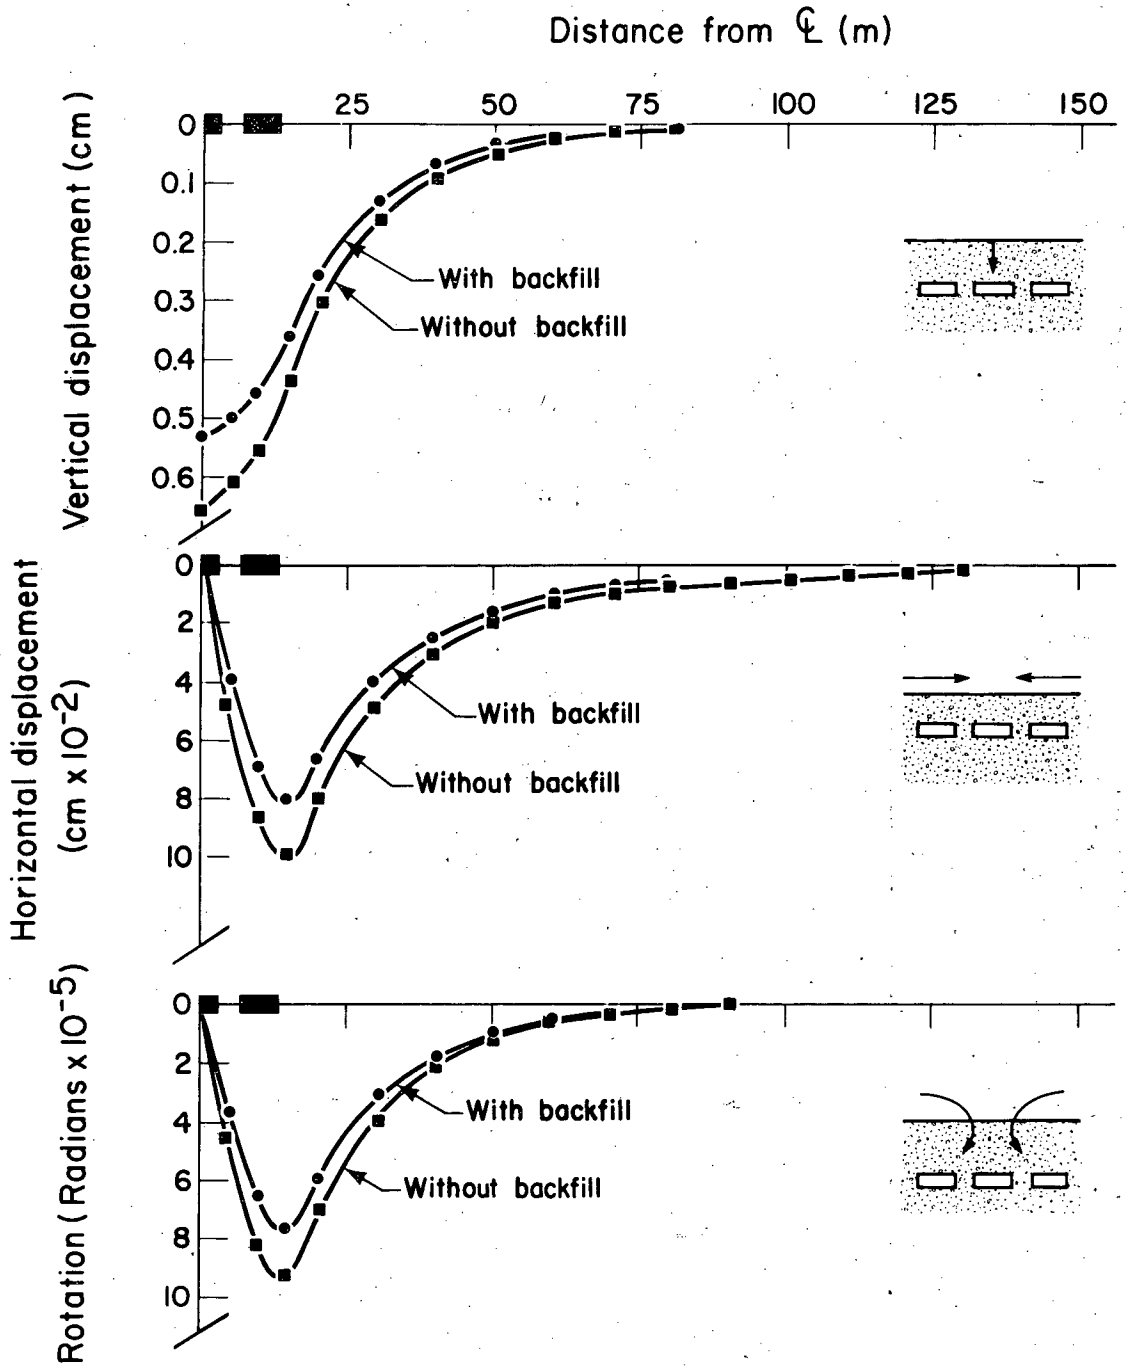 Distance from ℄ (m)
25 50 75 100 125 150
Vertical displacement (cm)
0
0.1
0.2
0.3
0.4
0.5
0.6
With backfill
Without backfill
Horizontal displacement
(cm x 10⁻²)
0
2
4
6
8
10
With backfill
Without backfill
Rotation (Radians x 10⁻⁵)
0
2
4
6
8
10
With backfill
Without backfill